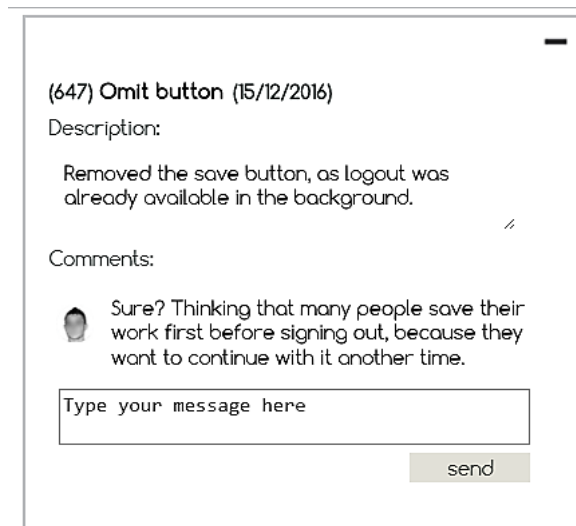 (647) Omit button (15/12/2016)
Description:
Removed the save button, as logout was
already available in the background.
Comments:
Sure? Thinking that many people save their
work first before signing out, because they
want to continue with it another time.
Type your message here
send